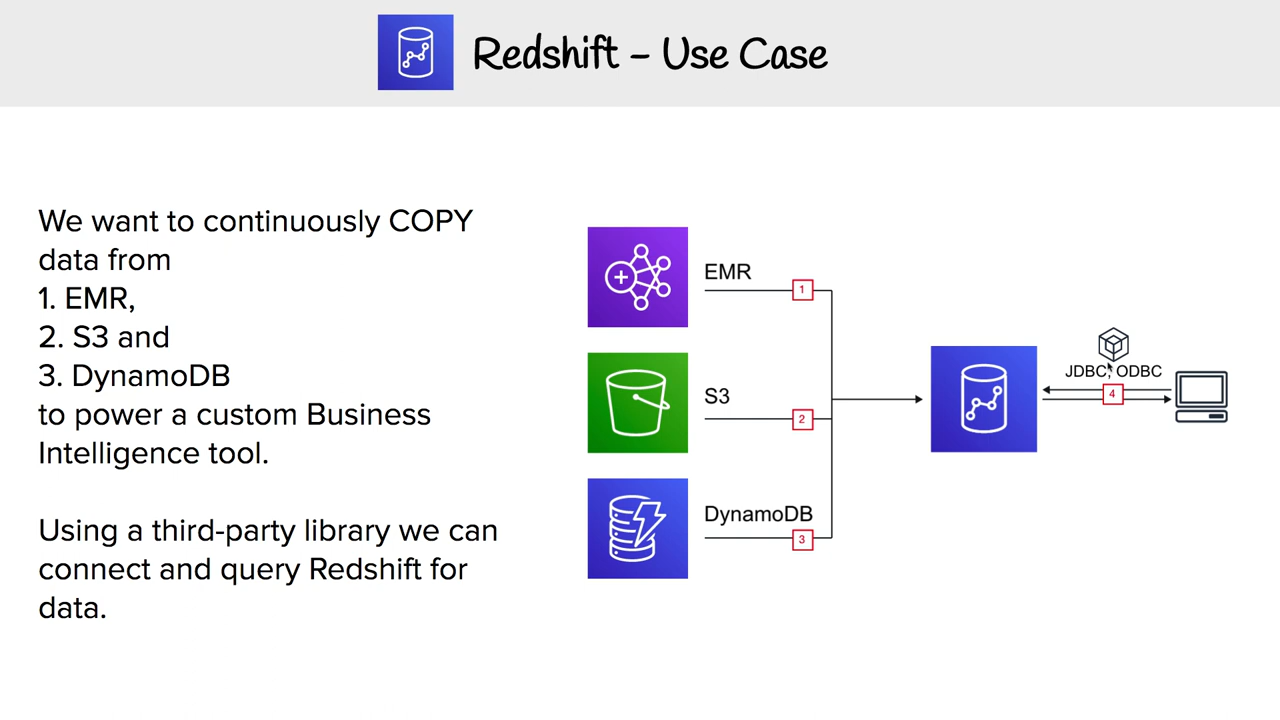 Redshift – Use Case
We want to continuously COPY
data from
1. EMR,
2. S3 and
3. DynamoDB
to power a custom Business
Intelligence tool.
Using a third-party library we can
connect and query Redshift for
data.
EMR
1
S3
2
DynamoDB
3
JDBC, ODBC
4